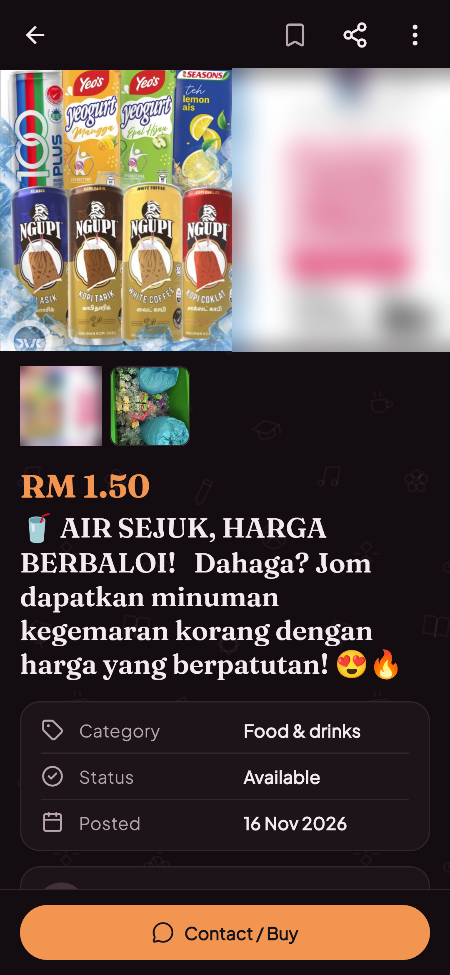 100
PLUS
Yeo's
yeogurt
Mangga
Yeo's
yeogurt
Epal Hijau
SEASONS
teh
lemon
ais
NGUPI
NGUPI
NGUPI
NGUPI
ASIK
KOPI TARIK
WHITE COFFEE
KOPI COKLAT
RM 1.50
🥤 AIR SEJUK, HARGA
BERBALOI! Dahaga? Jom
dapatkan minuman
kegemaran korang dengan
harga yang berpatutan! 😍🔥
Category Food & drinks
Status Available
Posted 16 Nov 2026
Contact / Buy